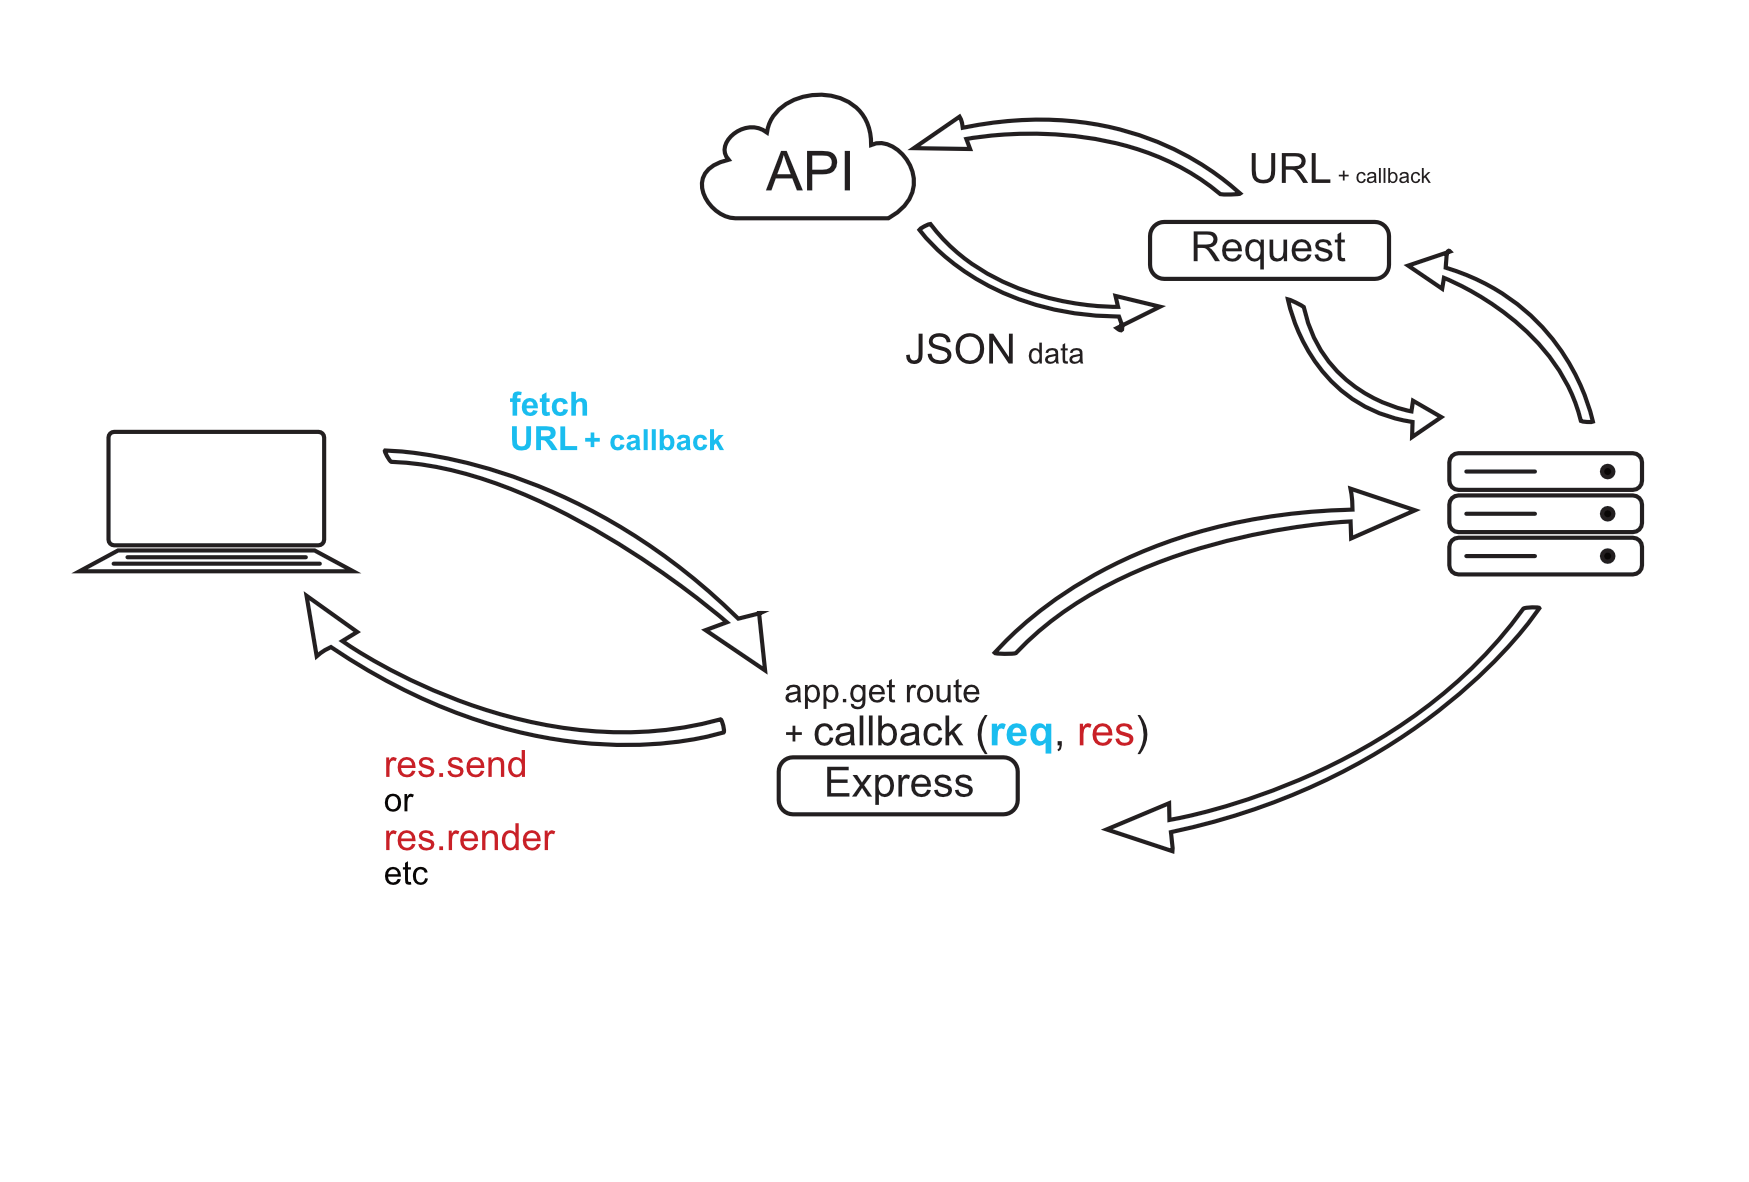 API
URL + callback
Request
JSON data
fetch
URL + callback
app.get route
+ callback (req, res)
Express
res.send
or
res.render
etc